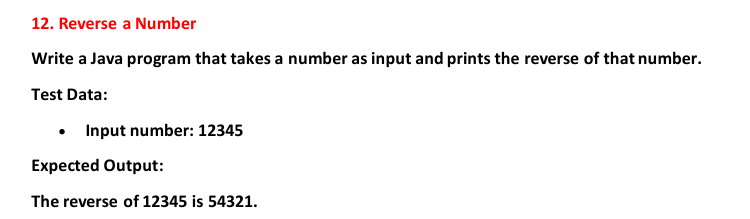 12. Reverse a Number
Write a Java program that takes a number as input and prints the reverse of that number.
Test Data:
• Input number: 12345
Expected Output:
The reverse of 12345 is 54321.